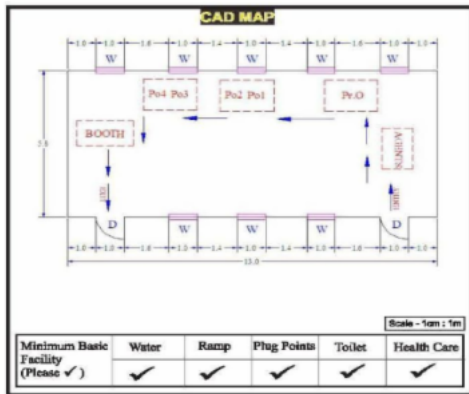 CAD MAP
1.0 1.0 1.6 1.0 1.4 1.0 1.4 1.0 1.6 1.0 1.0
W W W W W
Po4 Po3 Po2 Po1 Pr.O
BOOTH
AGENTS
D W W W D
1.0 1.0 1.6 1.0 1.4 1.0 1.4 1.0 1.6 1.0 1.0
13.0
Scale - 1cm : 1m
Minimum Basic Facility (Please ✓) Water Ramp Plug Points Toilet Health Care
✓ ✓ ✓ ✓ ✓